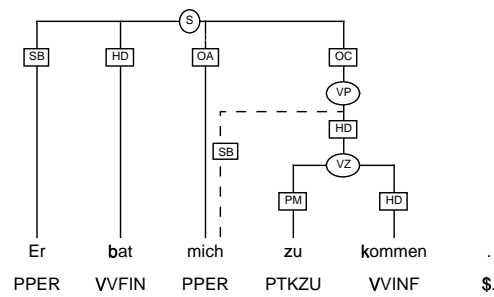 S
SB HD OA OC
VP
HD
SB
VZ
PM HD
Er bat mich zu kommen .
PPER VVFIN PPER PTKZU VVINF $.